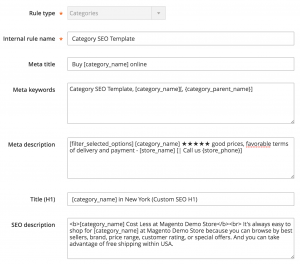 Rule type * Categories
Internal rule name * Category SEO Template
Meta title Buy [category_name] online
Meta keywords Category SEO Template, [category_name][, {category_parent_name}]
Meta description [filter_selected_options] [category_name] ★★★★★ good prices, favorable terms
of delivery and payment - [store_name] [| Call us {store_phone}]
Title (H1) [category_name] in New York (Custom SEO H1)
SEO description <b>[category_name] Cost Less at Magento Demo Store</b><br> It's always easy to
shop for [category_name] at Magento Demo Store because you can browse by best
sellers, brand, price range, customer rating, or special offers. And you can take
advantage of free shipping within USA.